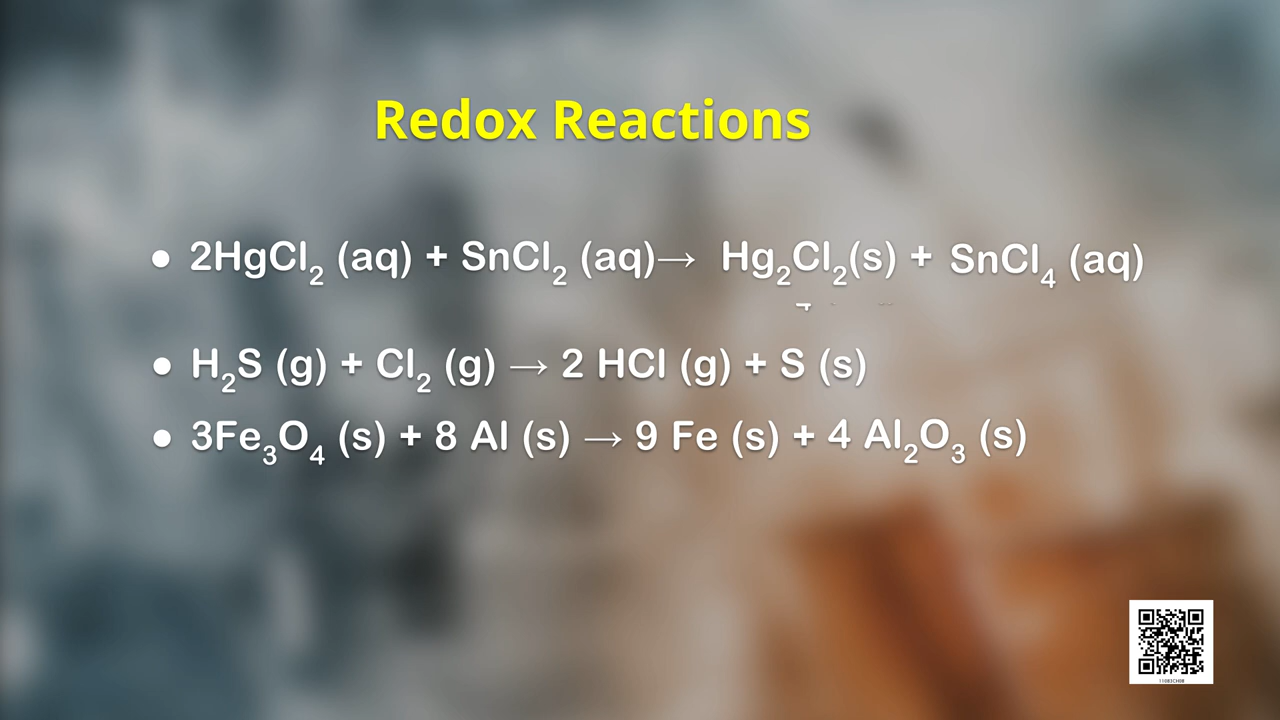 Redox Reactions
● 2HgCl₂ (aq) + SnCl₂ (aq)→ Hg₂Cl₂(s) + SnCl₄ (aq)
● H₂S (g) + Cl₂ (g) → 2 HCl (g) + S (s)
● 3Fe₃O₄ (s) + 8 Al (s) → 9 Fe (s) + 4 Al₂O₃ (s)